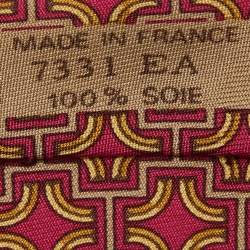 MADE IN FRANCE
7331 EA
100% SOIE